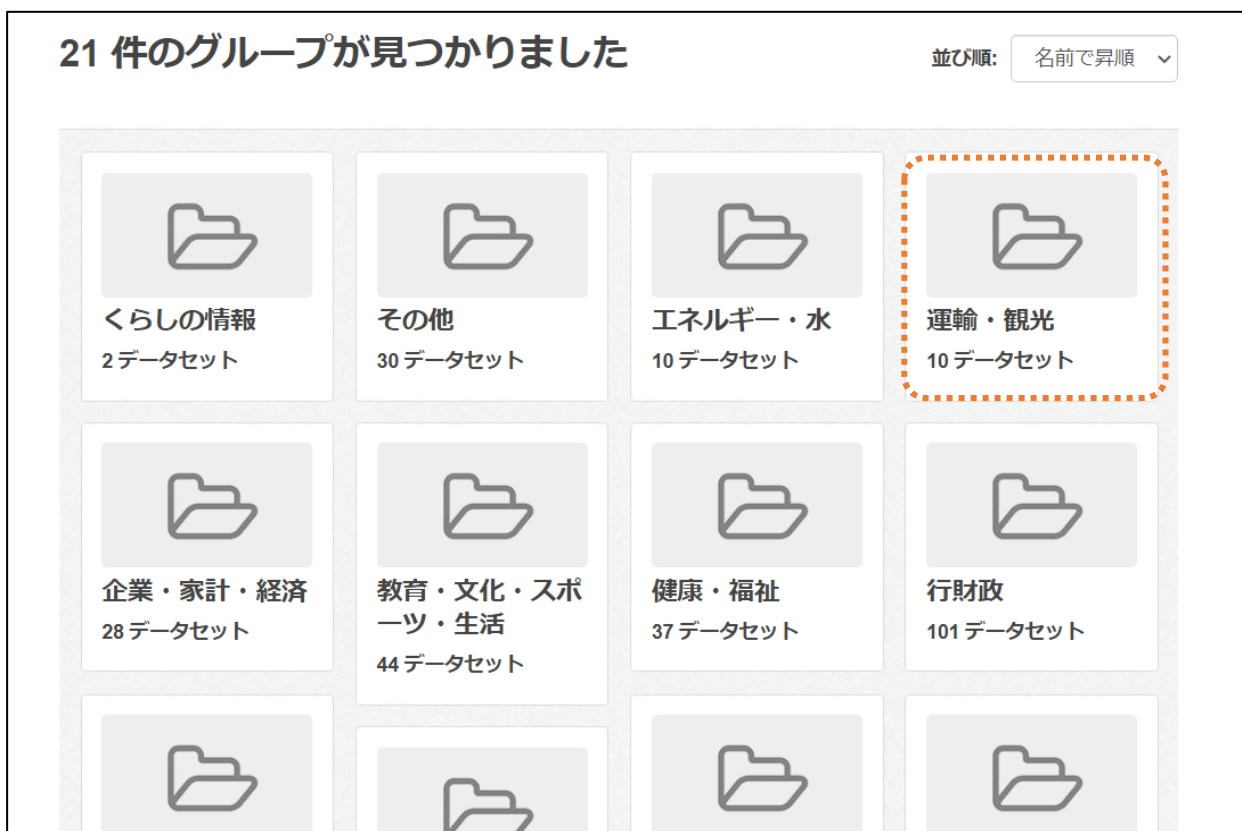 21 件のグループが見つかりました
並び順: 名前で昇順
くらしの情報
2 データセット
その他
30 データセット
エネルギー・水
10 データセット
運輸・観光
10 データセット
企業・家計・経済
28 データセット
教育・文化・スポ
ーツ・生活
44 データセット
健康・福祉
37 データセット
行財政
101 データセット